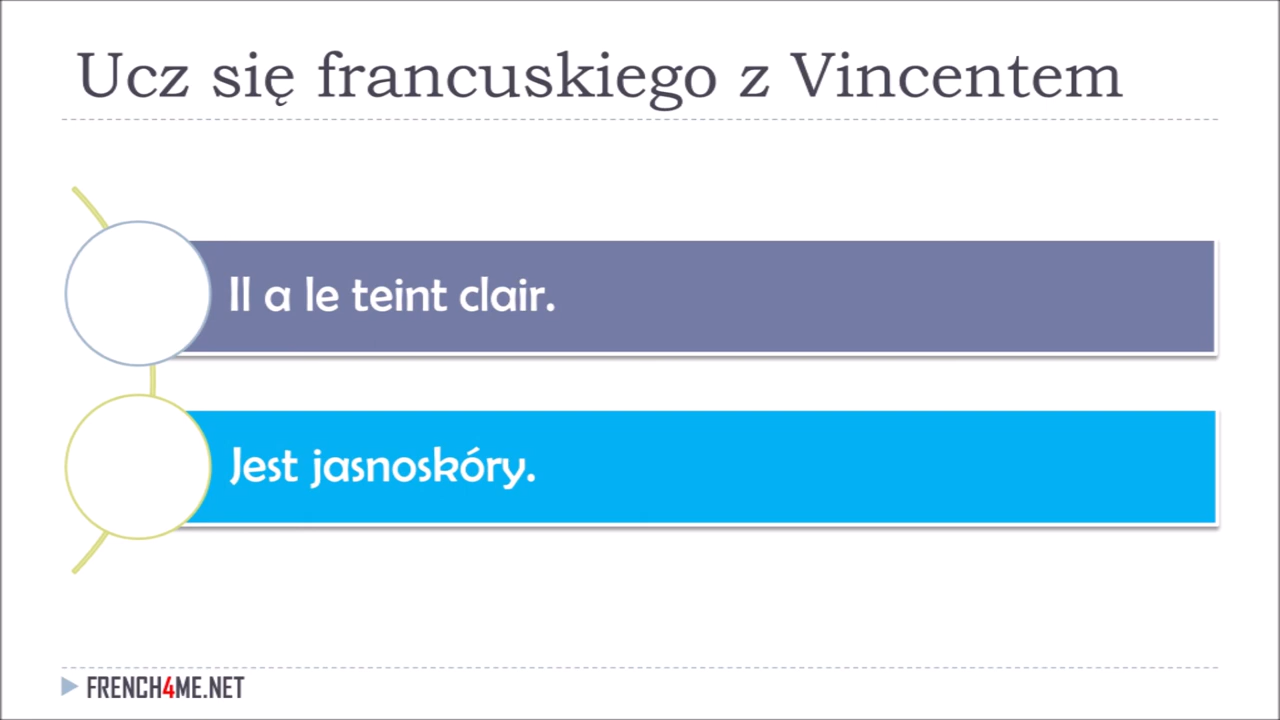 Ucz się francuskiego z Vincentem
Il a le teint clair.
Jest jasnoskóry.
FRENCH4ME.NET